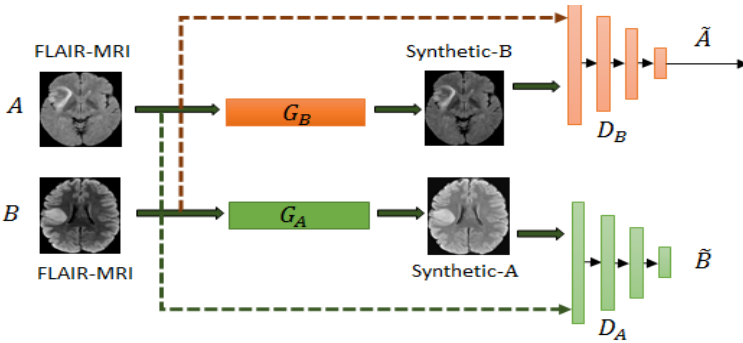 FLAIR-MRI
Synthetic-B
Ã
A
G_B
D_B
B
G_A
B̃
FLAIR-MRI
Synthetic-A
D_A